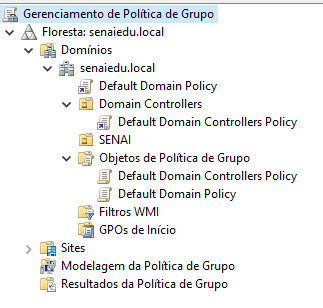 Gerenciamento de Política de Grupo
Floresta: senaiedu.local
Domínios
senaiedu.local
Default Domain Policy
Domain Controllers
Default Domain Controllers Policy
SENAI
Objetos de Política de Grupo
Default Domain Controllers Policy
Default Domain Policy
Filtros WMI
GPOs de Início
Sites
Modelagem da Política de Grupo
Resultados da Política de Grupo